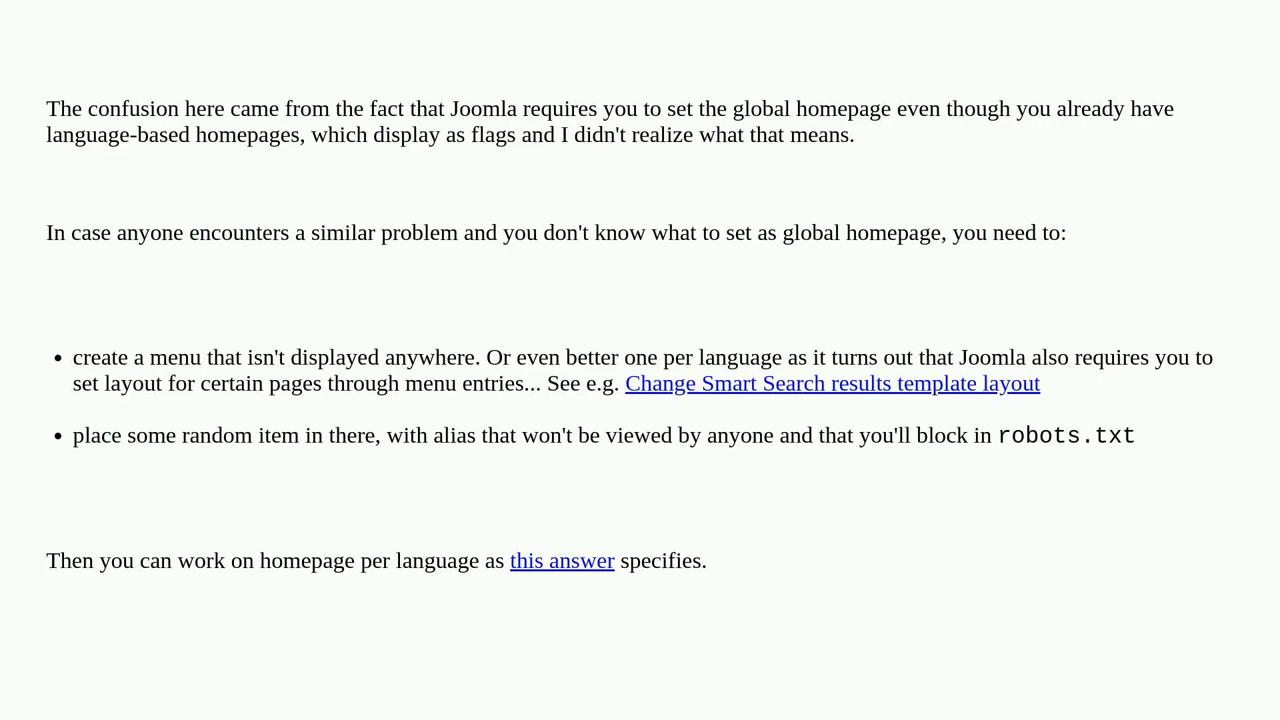 The confusion here came from the fact that Joomla requires you to set the global homepage even though you already have
language-based homepages, which display as flags and I didn't realize what that means.
In case anyone encounters a similar problem and you don't know what to set as global homepage, you need to:
• create a menu that isn't displayed anywhere. Or even better one per language as it turns out that Joomla also requires you to
set layout for certain pages through menu entries... See e.g. Change Smart Search results template layout
• place some random item in there, with alias that won't be viewed by anyone and that you'll block in robots.txt
Then you can work on homepage per language as this answer specifies.